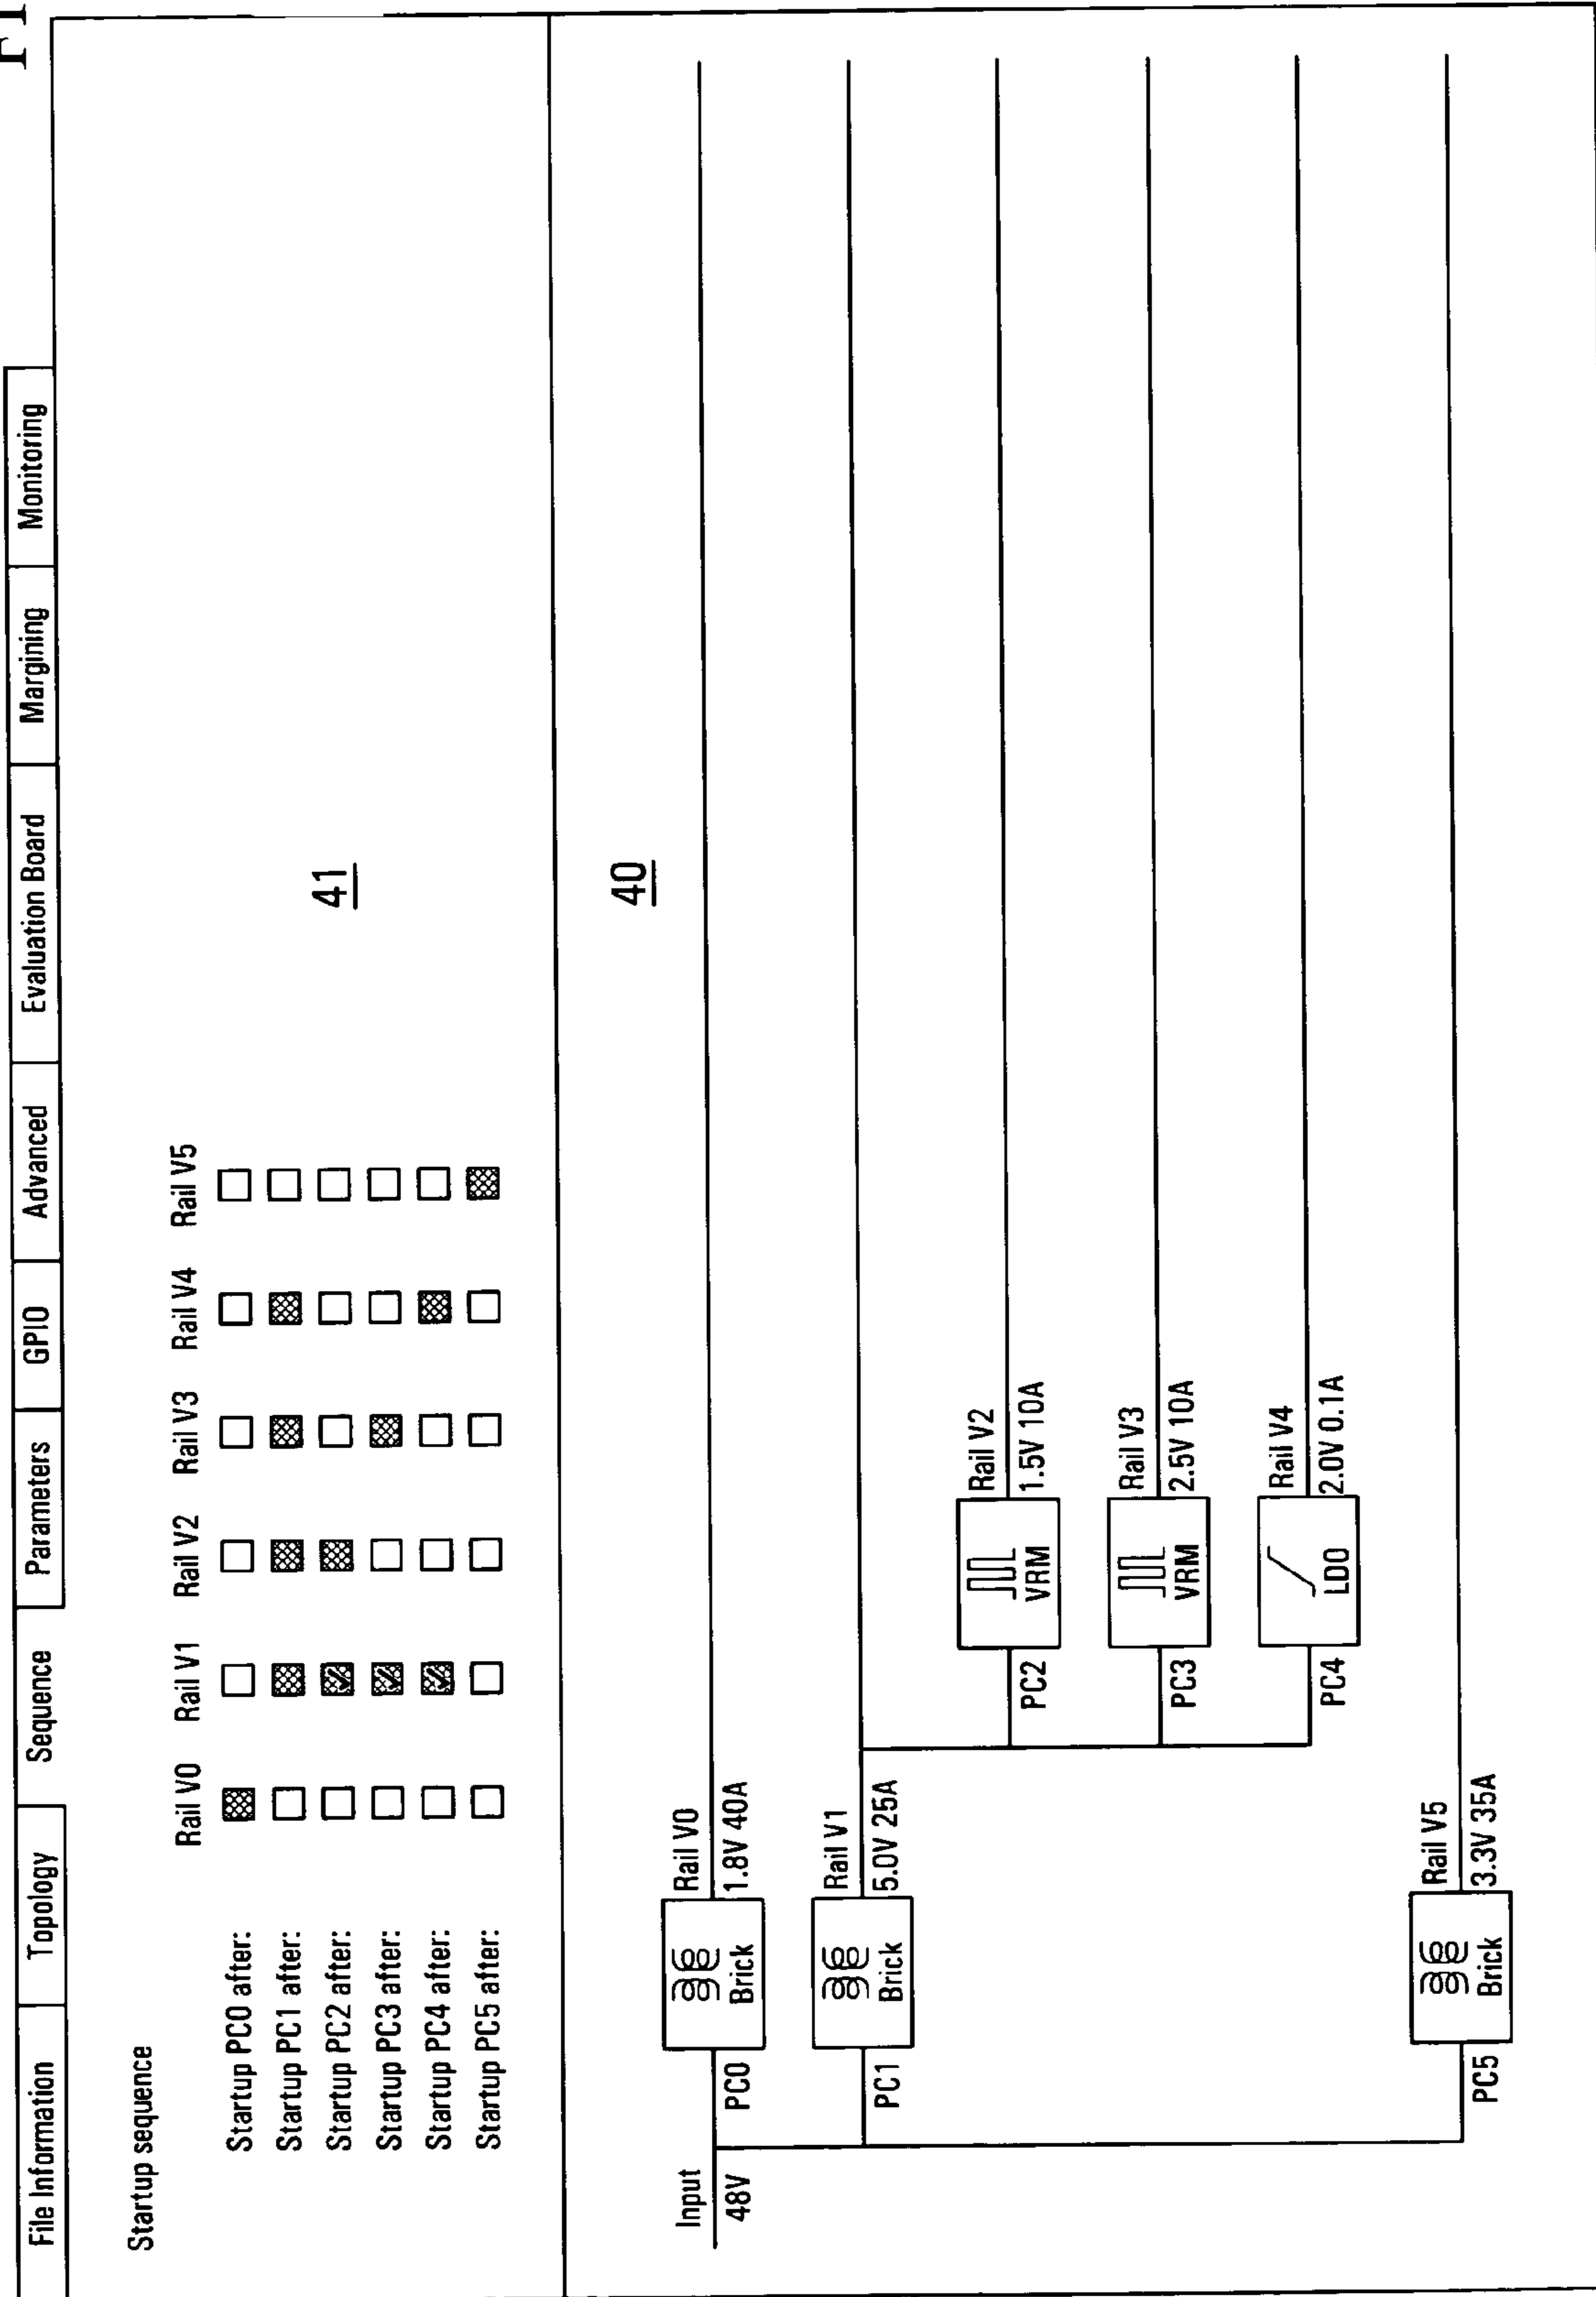 File Information Topology Sequence Parameters GPIO Advanced Evaluation Board Margining Monitoring
Startup sequence
Rail V0 Rail V1 Rail V2 Rail V3 Rail V4 Rail V5
Startup PC0 after:
Startup PC1 after:
Startup PC2 after:
Startup PC3 after:
Startup PC4 after:
Startup PC5 after:
41
40
Input
48V
PC0
Brick
Rail V0
1.8V 40A
PC1
Brick
Rail V1
5.0V 25A
PC2
VRM
Rail V2
1.5V 10A
PC3
VRM
Rail V3
2.5V 10A
PC4
LDO
Rail V4
2.0V 0.1A
PC5
Brick
Rail V5
3.3V 35A